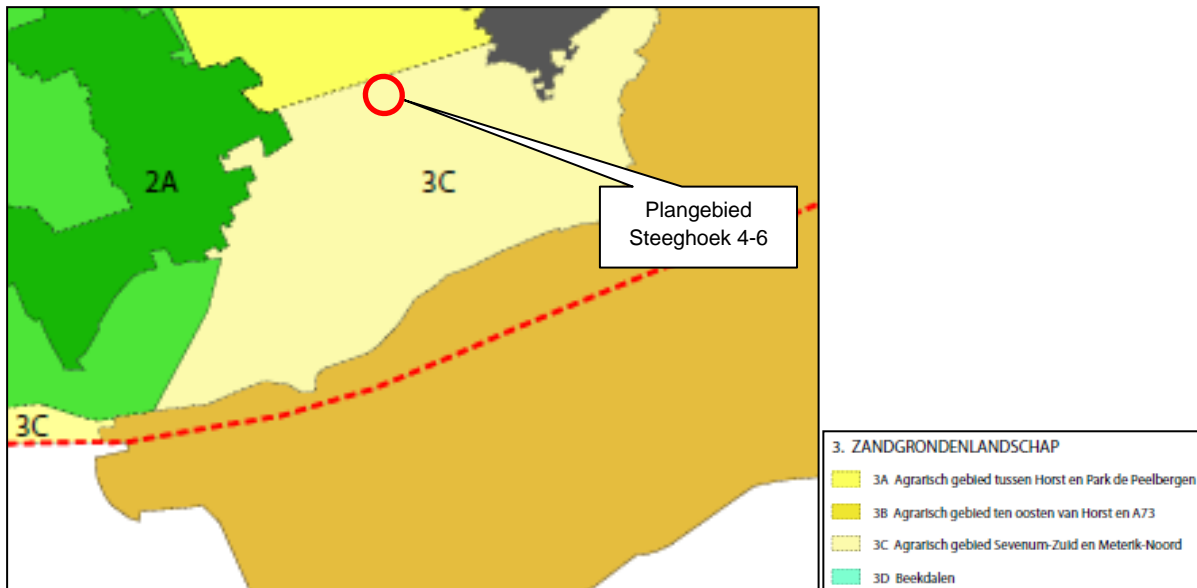 2A
3C
Plangebied
Steeghoek 4-6
3C
3. ZANDGRONDENLANDSCHAP
3A Agrarisch gebied tussen Horst en Park de Peelbergen
3B Agrarisch gebied ten oosten van Horst en A73
3C Agrarisch gebied Sevenum-Zuid en Meterik-Noord
3D Beekdalen